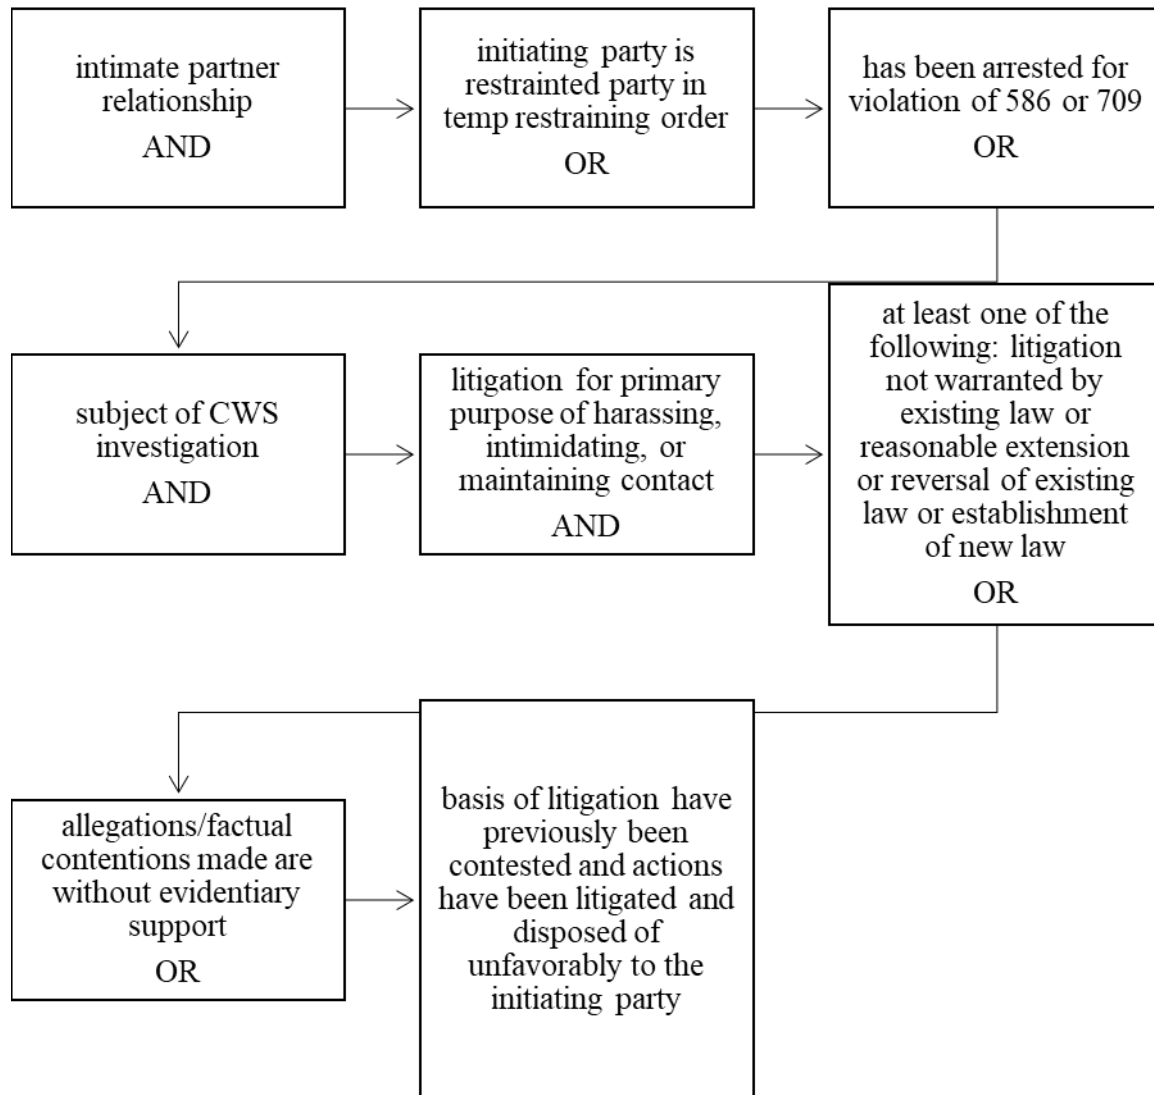 intimate partner
relationship
AND
initiating party is
restrainted party in
temp restraining order
OR
has been arrested for
violation of 586 or 709
OR
subject of CWS
investigation
AND
litigation for primary
purpose of harassing,
intimidating, or
maintaining contact
AND
at least one of the
following: litigation
not warranted by
existing law or
reasonable extension
or reversal of existing
law or establishment
of new law
OR
allegations/factual
contentions made are
without evidentiary
support
OR
basis of litigation have
previously been
contested and actions
have been litigated and
disposed of
unfavorably to the
initiating party